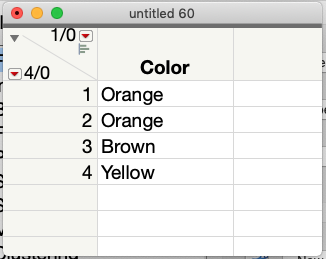 untitled 60
1/0
4/0
Color
1 Orange
2 Orange
3 Brown
4 Yellow